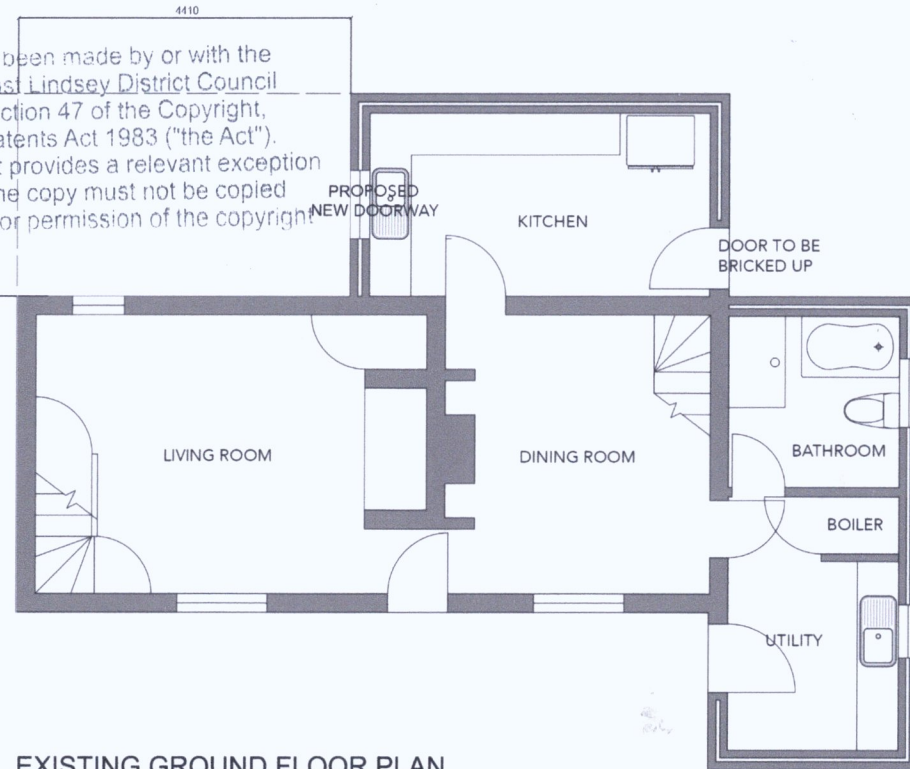 4410
been made by or with the
st Lindsey District Council
ction 47 of the Copyright,
atents Act 1983 ("the Act").
t provides a relevant exception
ne copy must not be copied
or permission of the copyright
PROPOSED
NEW DOORWAY
KITCHEN
DOOR TO BE
BRICKED UP
LIVING ROOM
DINING ROOM
BATHROOM
BOILER
UTILITY
EXISTING GROUND FLOOR PLAN